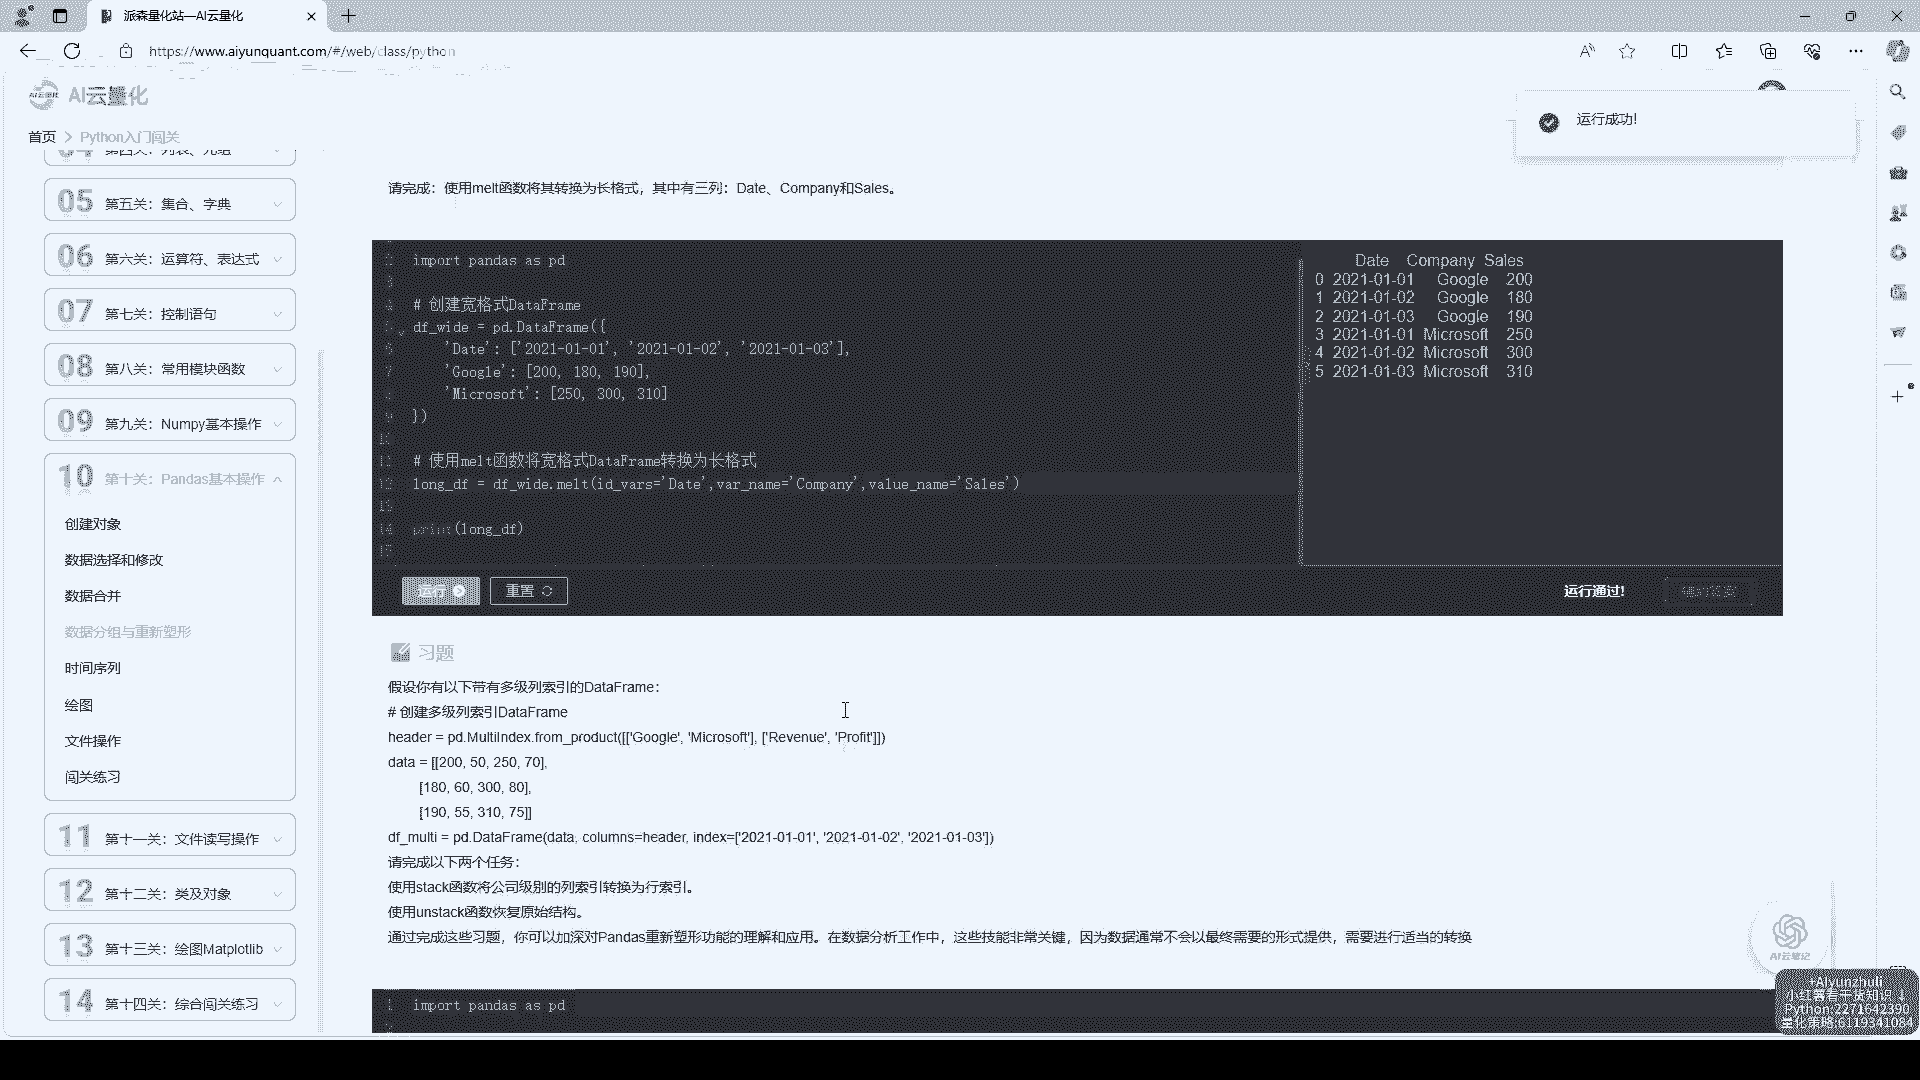 派森量化站—AI云量化
https://www.aiyunquant.com/#/web/class/python
AI云量化
首页 > Python入门闯关
运行成功!
04 第四关：列表、元组
05 第五关：集合、字典
06 第六关：运算符、表达式
07 第七关：控制语句
08 第八关：常用模块函数
09 第九关：Numpy基本操作
10 第十关：Pandas基本操作
创建对象
数据选择和修改
数据合并
数据分组与重新塑形
时间序列
绘图
文件操作
闯关练习
11 第十一关：文件读写操作
12 第十二关：类及对象
13 第十三关：绘图Matplotlib
14 第十四关：综合闯关练习
请完成：使用melt函数将其转换为长格式，其中有三列：Date、Company和Sales。
import pandas as pd
# 创建宽格式DataFrame
df_wide = pd.DataFrame({
'Date': ['2021-01-01', '2021-01-02', '2021-01-03'],
'Google': [200, 180, 190],
'Microsoft': [250, 300, 310]
})
# 使用melt函数将宽格式DataFrame转换为长格式
long_df = df_wide.melt(id_vars='Date',var_name='Company',value_name='Sales')
print(long_df)
Date Company Sales
0 2021-01-01 Google 200
1 2021-01-02 Google 180
2 2021-01-03 Google 190
3 2021-01-01 Microsoft 250
4 2021-01-02 Microsoft 300
5 2021-01-03 Microsoft 310
运行 重置 运行通过!
习题
假设你有以下带有多级列索引的DataFrame：
# 创建多级列索引DataFrame
header = pd.MultiIndex.from_product([['Google', 'Microsoft'], ['Revenue', 'Profit']])
data = [[200, 50, 250, 70],
[180, 60, 300, 80],
[190, 55, 310, 75]]
df_multi = pd.DataFrame(data, columns=header, index=['2021-01-01', '2021-01-02', '2021-01-03'])
请完成以下两个任务：
使用stack函数将公司级别的列索引转换为行索引。
使用unstack函数恢复原始结构。
通过完成这些习题，你可以加深对Pandas重新塑形功能的理解和应用。在数据分析工作中，这些技能非常关键，因为数据通常不会以最终需要的形式提供，需要进行适当的转换
1 import pandas as pd
AI云笔记
+AIyunzhuli
小红薯看干货知识↓
Python:2271642390
量化策略:6119341084